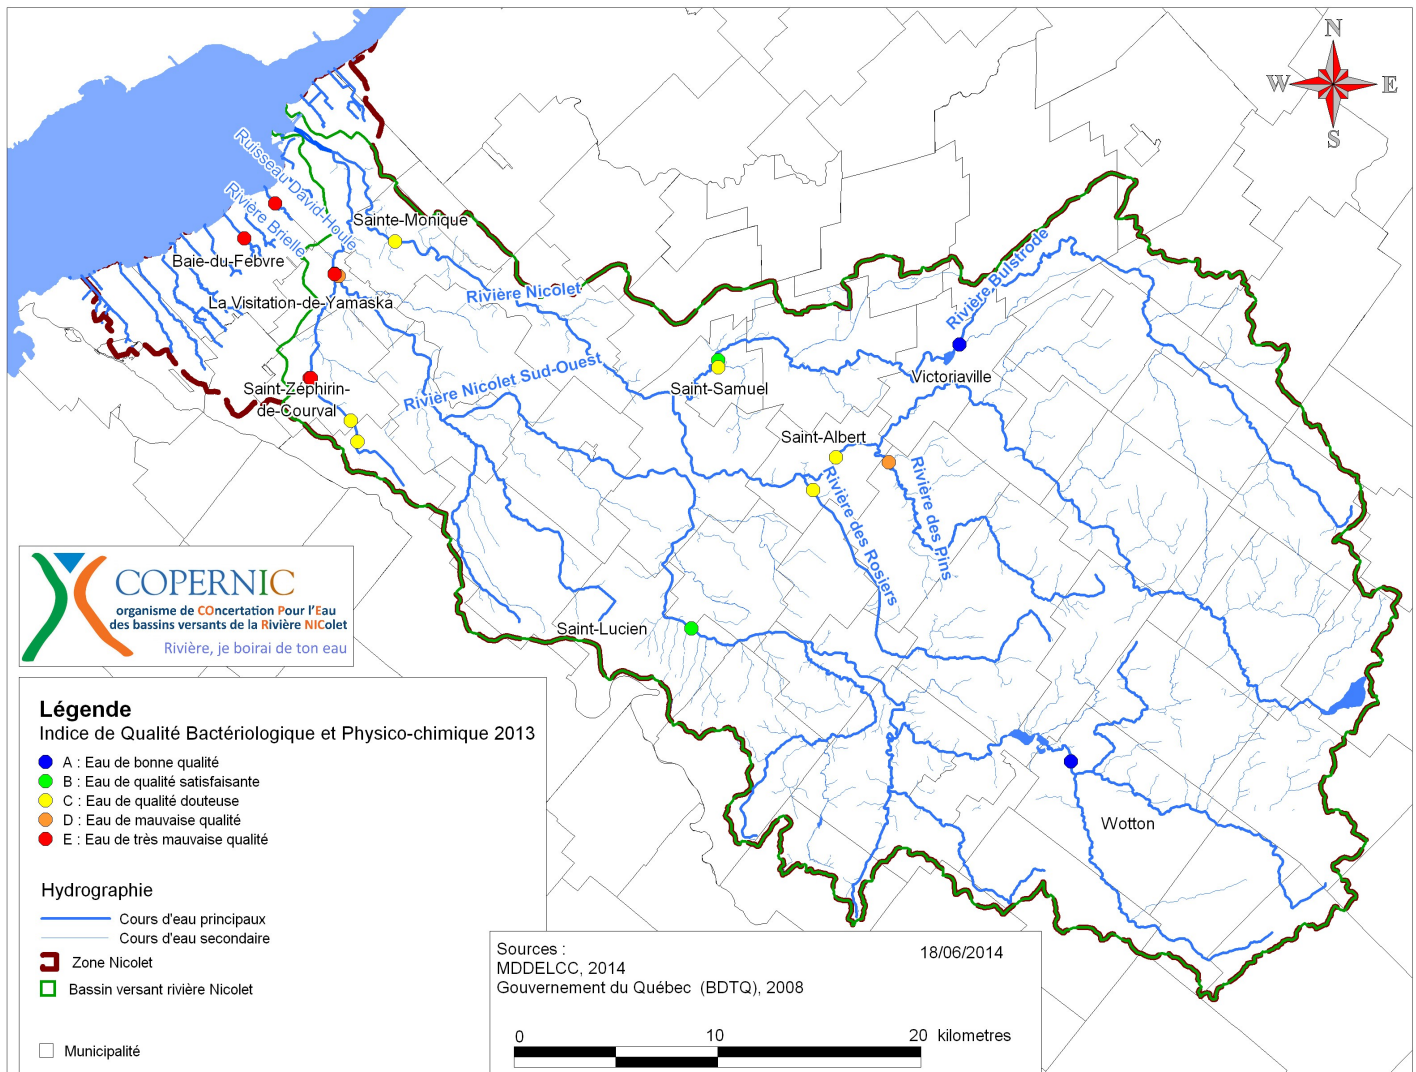 N
W
E
S
Ruisseau David-Houle
Rivière Brielle
Sainte-Monique
Baie-du-Febvre
La Visitation-de-Yamaska
Rivière Nicolet
Rivière Bulstrode
Rivière Nicolet Sud-Ouest
Saint-Zéphirin-
de-Courval
Saint-Samuel
Victoriaville
Saint-Albert
Rivière des Rosiers
Rivière des Pins
Saint-Lucien
Wotton
COPERNIC
organisme de COncertation Pour l'Eau
des bassins versants de la Rivière NIColet
Rivière, je boirai de ton eau
Légende
Indice de Qualité Bactériologique et Physico-chimique 2013
A : Eau de bonne qualité
B : Eau de qualité satisfaisante
C : Eau de qualité douteuse
D : Eau de mauvaise qualité
E : Eau de très mauvaise qualité
Hydrographie
Cours d'eau principaux
Cours d'eau secondaire
Zone Nicolet
Bassin versant rivière Nicolet
Municipalité
Sources :
18/06/2014
MDDELCC, 2014
Gouvernement du Québec (BDTQ), 2008
0 10 20 kilometres